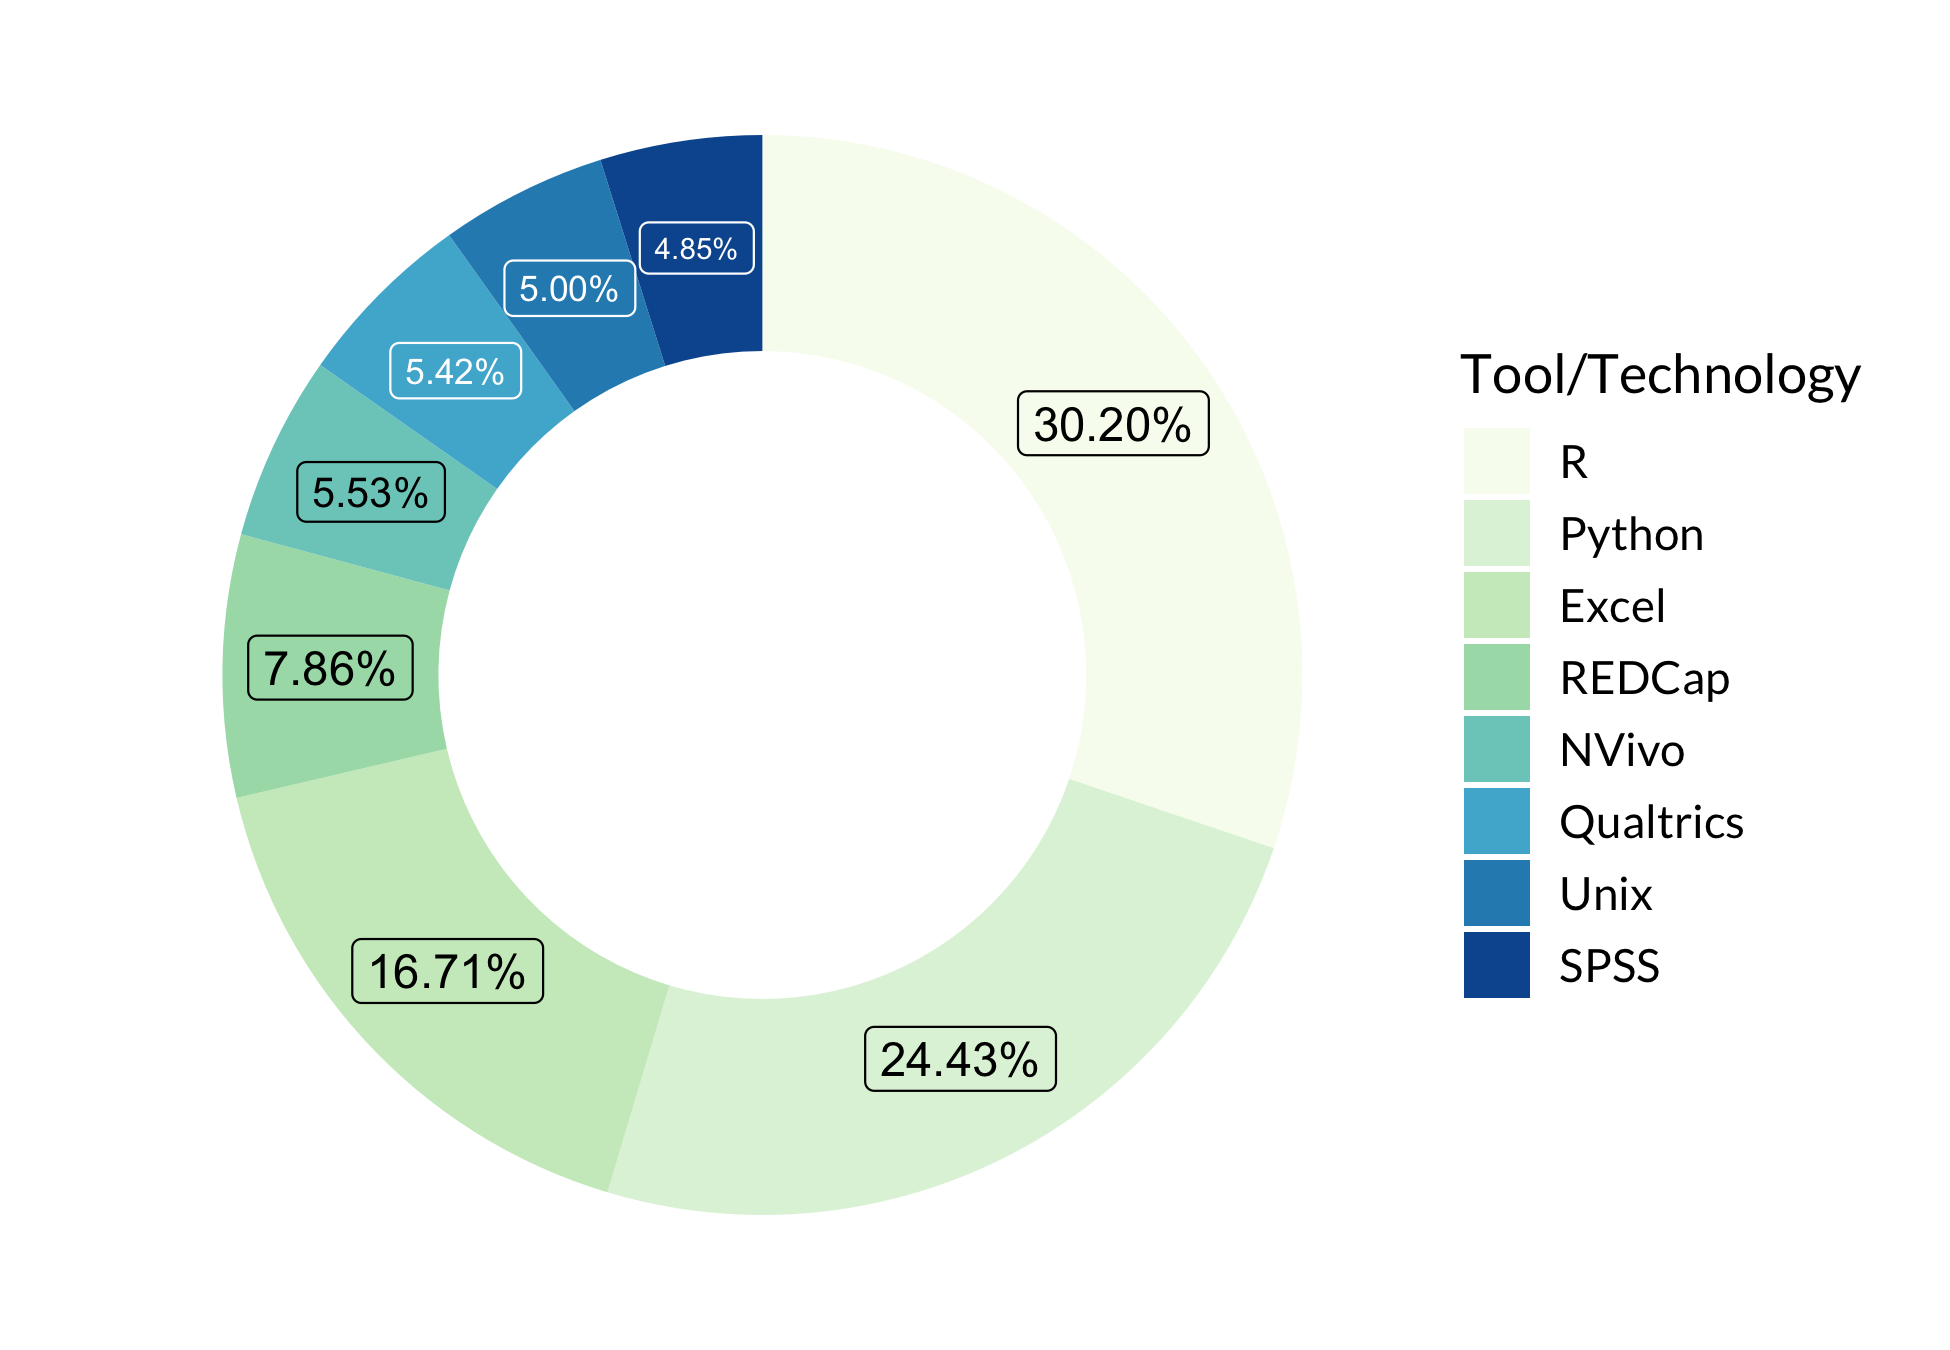 4.85%
5.00%
5.42%
30.20%
5.53%
7.86%
16.71%
24.43%
Tool/Technology
R
Python
Excel
REDCap
NVivo
Qualtrics
Unix
SPSS